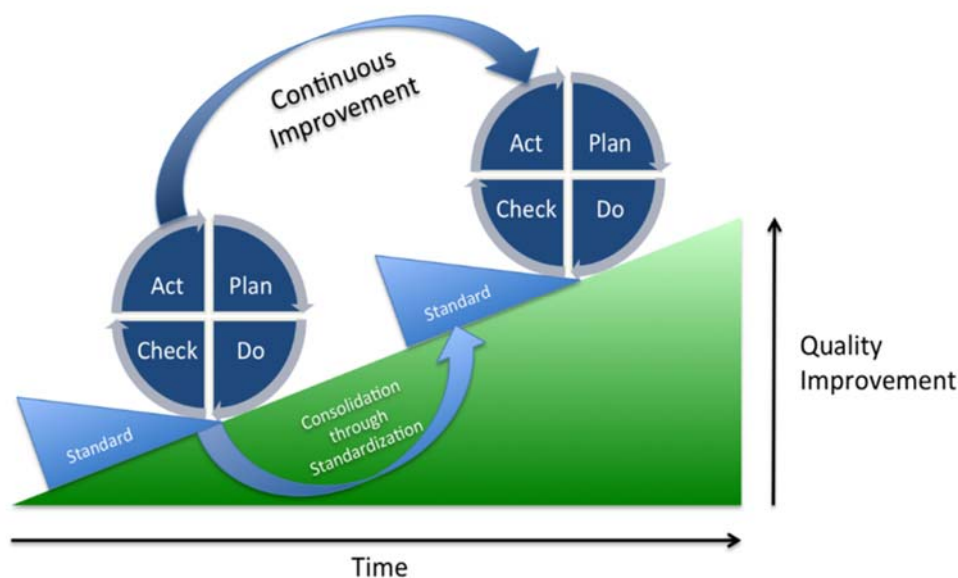 Continuous
Improvement
Act
Plan
Check
Do
Act
Plan
Check
Do
Standard
Standard
Consolidation
through
Standardization
Quality
Improvement
Time